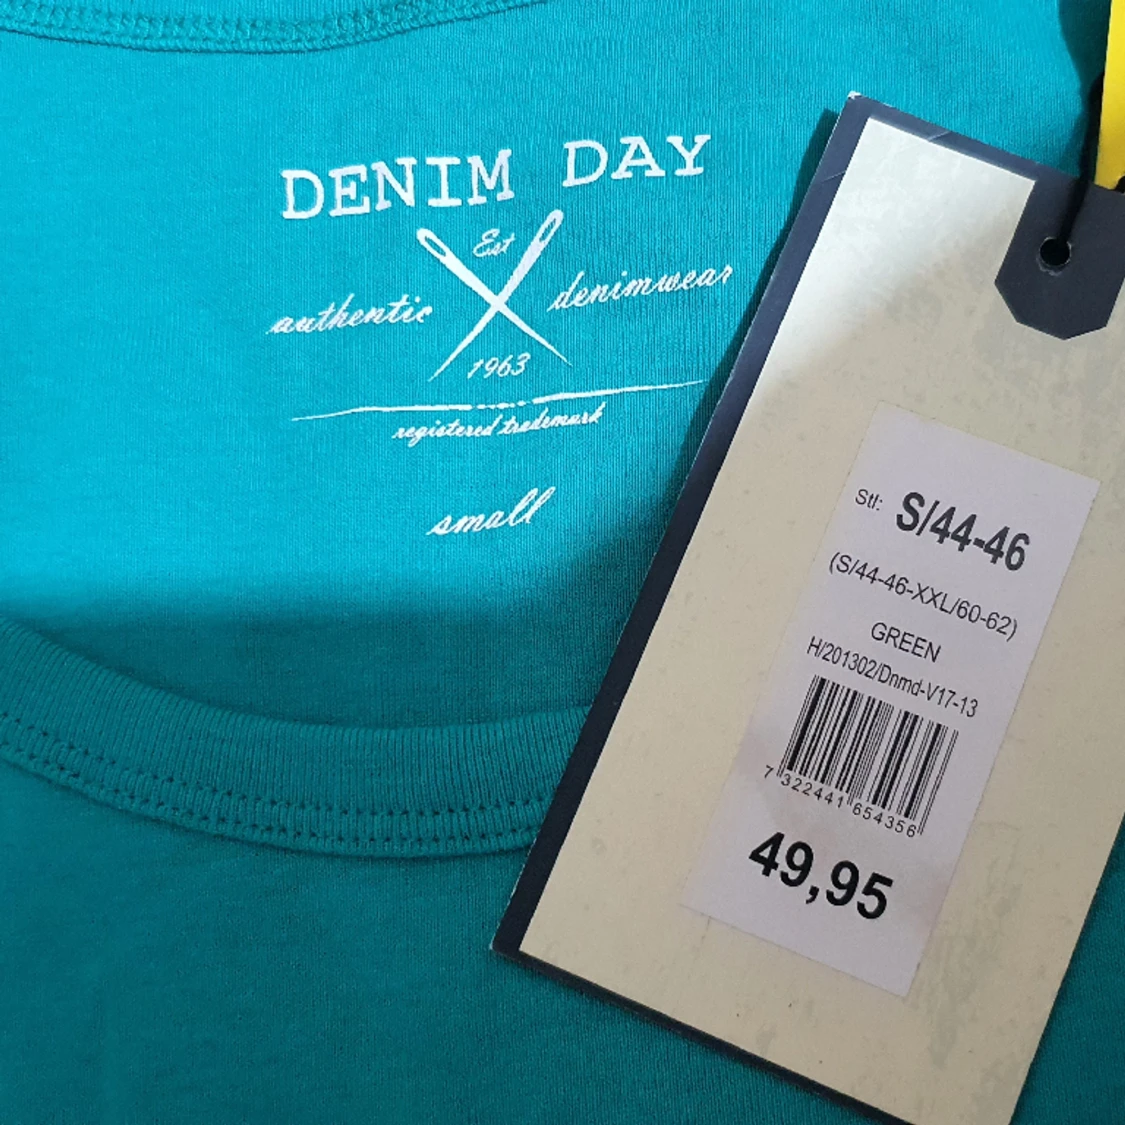 DENIM DAY
Est
authentic denimwear
1963
registered trademark
small
Stl: S/44-46
(S/44-46-XXL/60-62)
GREEN
H/201302/Dnmd-V17-13
7 322441 654356
49,95